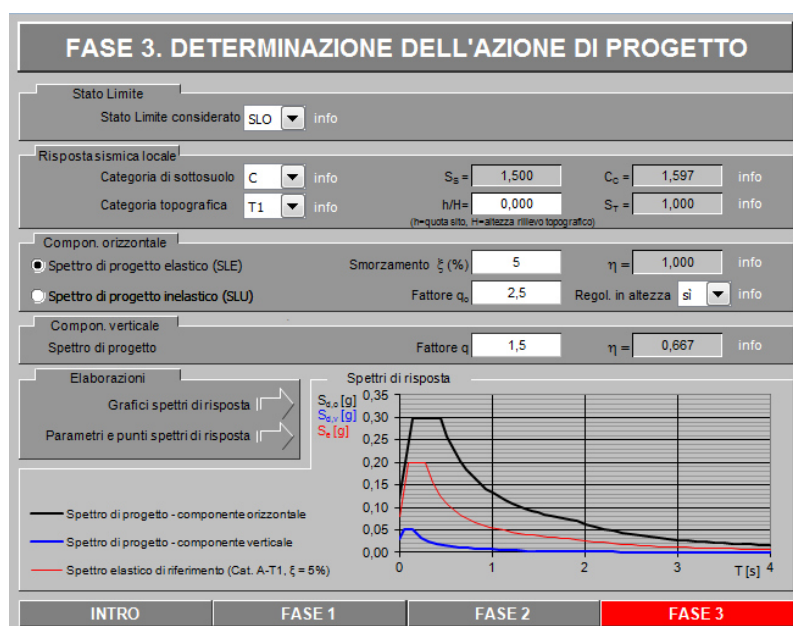 FASE 3. DETERMINAZIONE DELL'AZIONE DI PROGETTO
Stato Limite
Stato Limite considerato SLO info
Risposta sismica locale
Categoria di sottosuolo C info S_S = 1,500 C_C = 1,597 info
Categoria topografica T1 info h/H= 0,000 S_T = 1,000 info
(h=quota sito, H=altezza rilievo topografico)
Compon. orizzontale
Spettro di progetto elastico (SLE) Smorzamento ξ (%) 5 η = 1,000 info
Spettro di progetto inelastico (SLU) Fattore q_o 2,5 Regol. in altezza sì info
Compon. verticale
Spettro di progetto Fattore q 1,5 η = 0,667 info
Elaborazioni
Grafici spettri di risposta
Parametri e punti spettri di risposta
Spettri di risposta
S_d,o [g]
S_d,v [g]
S_e [g]
0,35
0,30
0,25
0,20
0,15
0,10
0,05
0,00
0 1 2 3 4
T [s]
Spettro di progetto - componente orizzontale
Spettro di progetto - componente verticale
Spettro elastico di riferimento (Cat. A-T1, ξ = 5%)
INTRO FASE 1 FASE 2 FASE 3